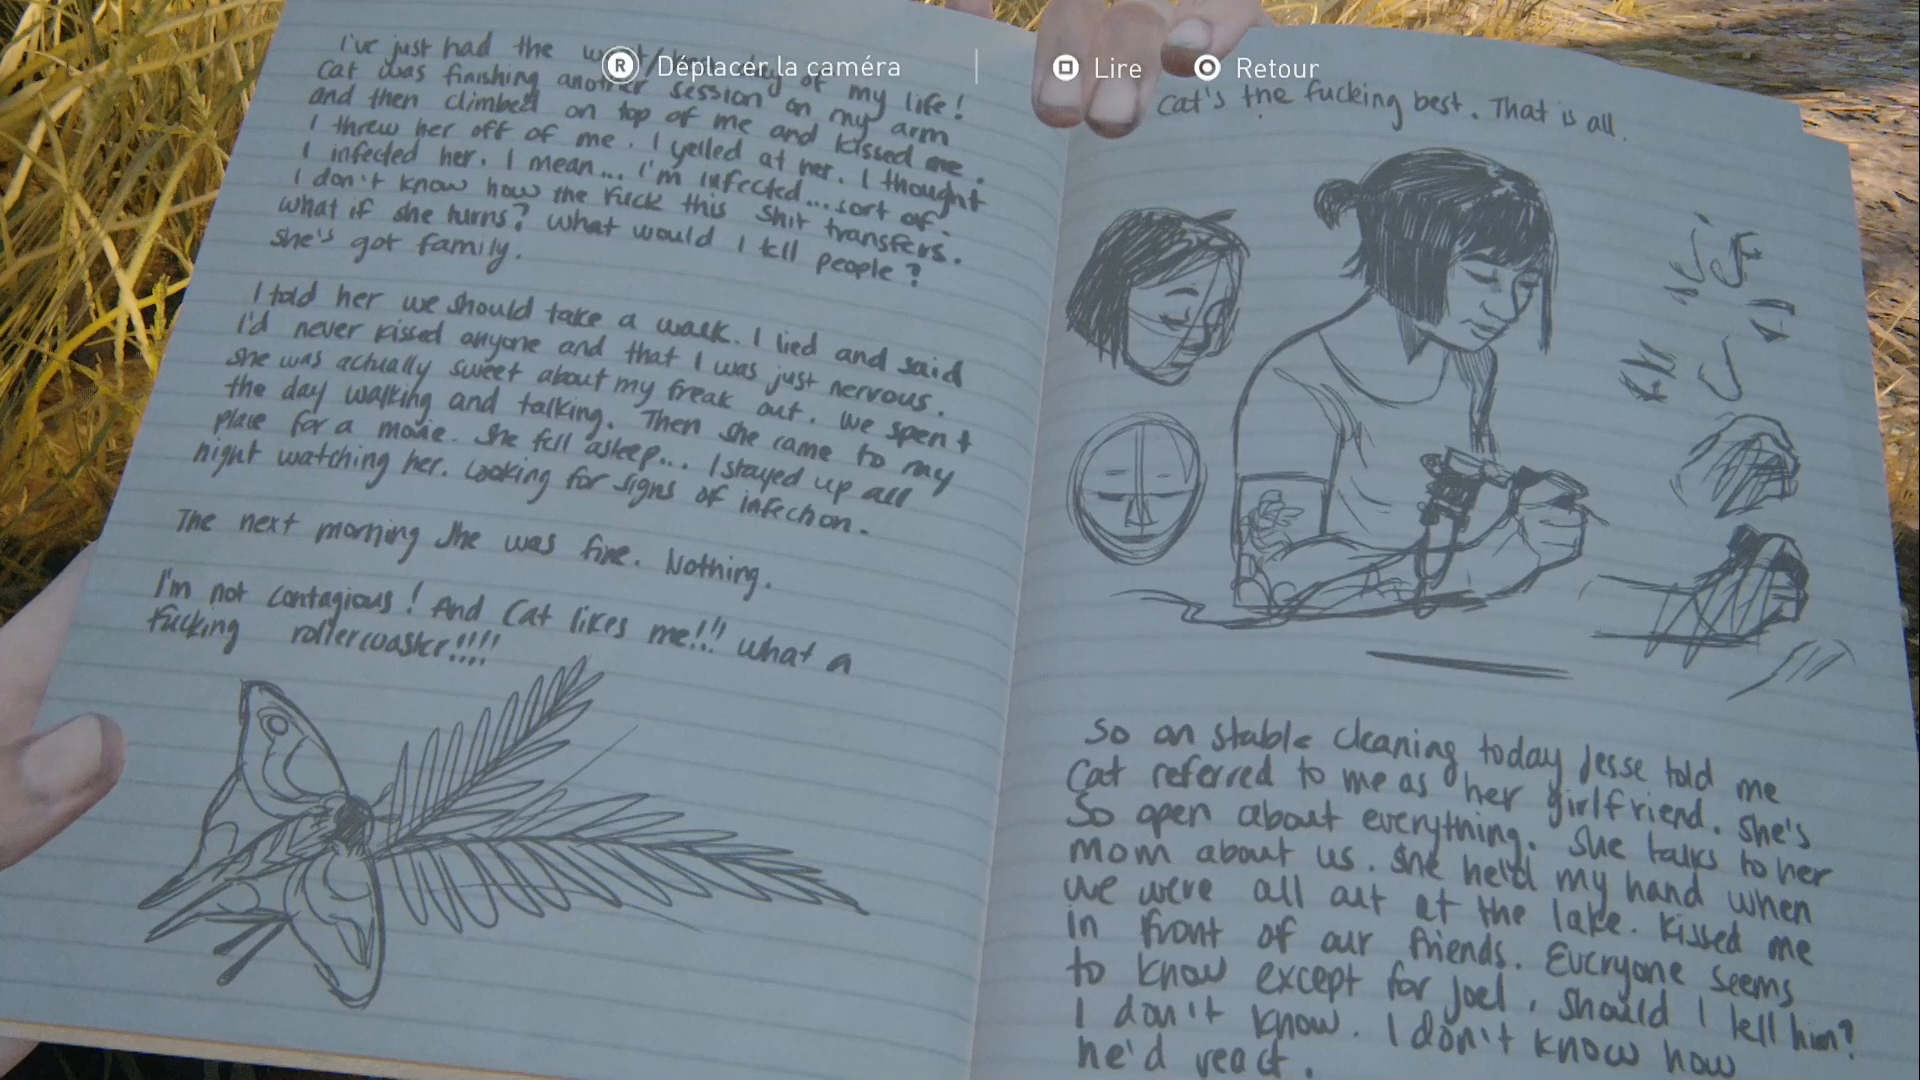 R Déplacer la caméra
Lire
Retour
I've just had the of my life!
Cat was finishing another session on my arm
and then climbed on top of me and kissed me.
I threw her off of me. I yelled at her. I thought
I infected her. I mean... I'm infected... sort of.
I don't know how the fuck this shit transfers.
What if she turns? What would I tell people?
She's got family.
I told her we should take a walk. I lied and said
I'd never kissed anyone and that I was just nervous.
She was actually sweet about my freak out. We spent
the day walking and talking. Then she came to my
place for a movie. She fell asleep... I stayed up all
night watching her. Looking for signs of infection.
The next morning she was fine. Nothing.
I'm not contagious! And Cat likes me!!! What a
fucking rollercoaster!!!!
Cat's the fucking best. That is all.
So on stable cleaning today Jesse told me
Cat referred to me as her girlfriend. She's
so open about everything. She talks to her
mom about us. She held my hand when
we were all out at the lake. Kissed me
in front of our friends. Everyone seems
to know except for Joel. Should I tell him?
I don't know. I don't know how
he'd react.